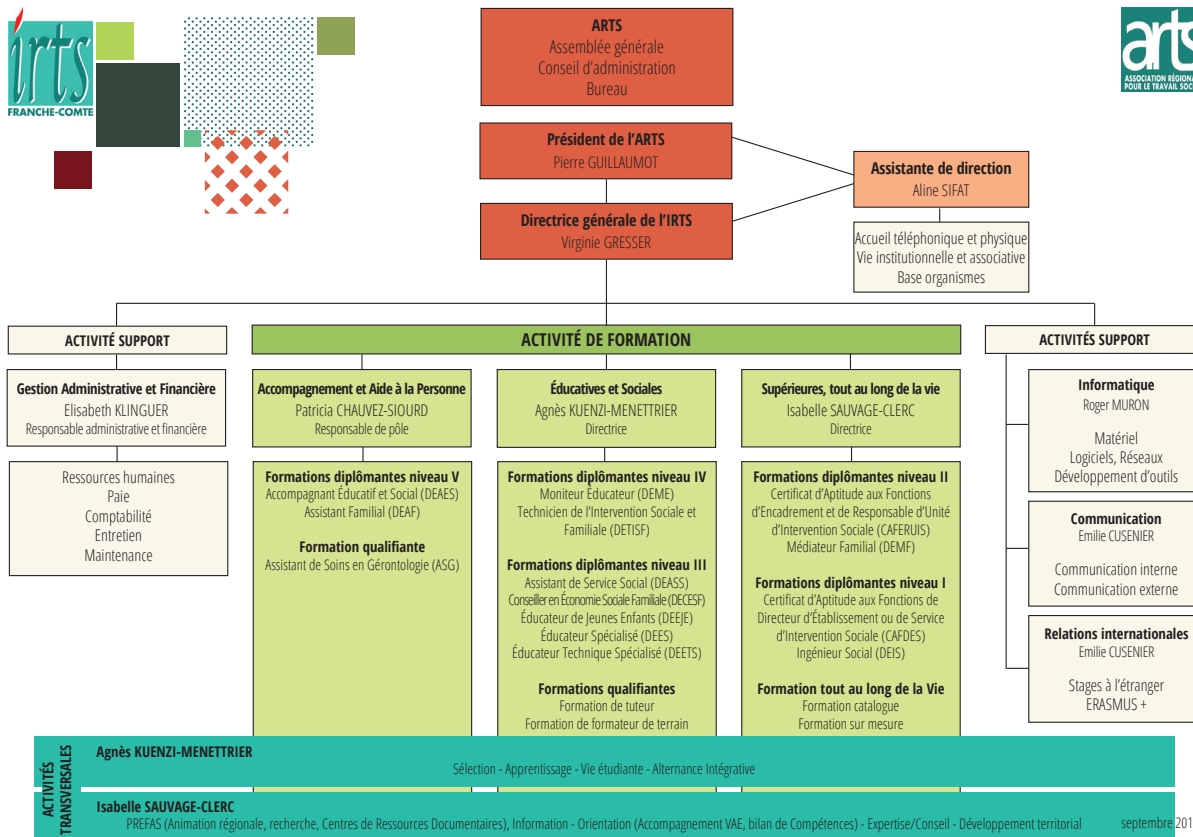 írts
FRANCHE-COMTE
ARTS
Assemblée générale
Conseil d'administration
Bureau
arts
ASSOCIATION RÉGIONA
POUR LE TRAVAIL SOCI
Président de l'ARTS
Pierre GUILLAUMOT
Assistante de direction
Aline SIFAT
Directrice générale de l'IRTS
Virginie GRESSER
Accueil téléphonique et physique
Vie institutionnelle et associative
Base organismes
ACTIVITÉ SUPPORT
ACTIVITÉ DE FORMATION
ACTIVITÉS SUPPORT
Gestion Administrative et Financière
Elisabeth KLINGUER
Responsable administrative et financière
Ressources humaines
Paie
Comptabilité
Entretien
Maintenance
Accompagnement et Aide à la Personne
Patricia CHAUVEZ-SIOURD
Responsable de pôle
Formations diplômantes niveau V
Accompagnant Éducatif et Social (DEAES)
Assistant Familial (DEAF)
Formation qualifiante
Assistant de Soins en Gérontologie (ASG)
Éducatives et Sociales
Agnès KUENZI-MENETTRIER
Directrice
Formations diplômantes niveau IV
Moniteur Éducateur (DEME)
Technicien de l'Intervention Sociale et
Familiale (DETISF)
Formations diplômantes niveau III
Assistant de Service Social (DEASS)
Conseiller en Économie Sociale Familiale (DECESF)
Éducateur de Jeunes Enfants (DEEJE)
Éducateur Spécialisé (DEES)
Éducateur Technique Spécialisé (DEETS)
Formations qualifiantes
Formation de tuteur
Formation de formateur de terrain
Supérieures, tout au long de la vie
Isabelle SAUVAGE-CLERC
Directrice
Formations diplômantes niveau II
Certificat d'Aptitude aux Fonctions
d'Encadrement et de Responsable d'Unité
d'Intervention Sociale (CAFERUIS)
Médiateur Familial (DEMF)
Formations diplômantes niveau I
Certificat d'Aptitude aux Fonctions de
Directeur d'Établissement ou de Service
d'Intervention Sociale (CAFDES)
Ingénieur Social (DEIS)
Formation tout au long de la Vie
Formation catalogue
Formation sur mesure
Informatique
Roger MURON
Matériel
Logiciels, Réseaux
Développement d'outils
Communication
Emilie CUSENIER
Communication interne
Communication externe
Relations internationales
Emilie CUSENIER
Stages à l'étranger
ERASMUS +
ACTIVITÉS
TRANSVERSALES
Agnès KUENZI-MENETTRIER
Sélection - Apprentissage - Vie étudiante - Alternance Intégrative
Isabelle SAUVAGE-CLERC
PREFAS (Animation régionale, recherche, Centres de Ressources Documentaires), Information - Orientation (Accompagnement VAE, bilan de Compétences) - Expertise/Conseil - Développement territorial
septembre 201